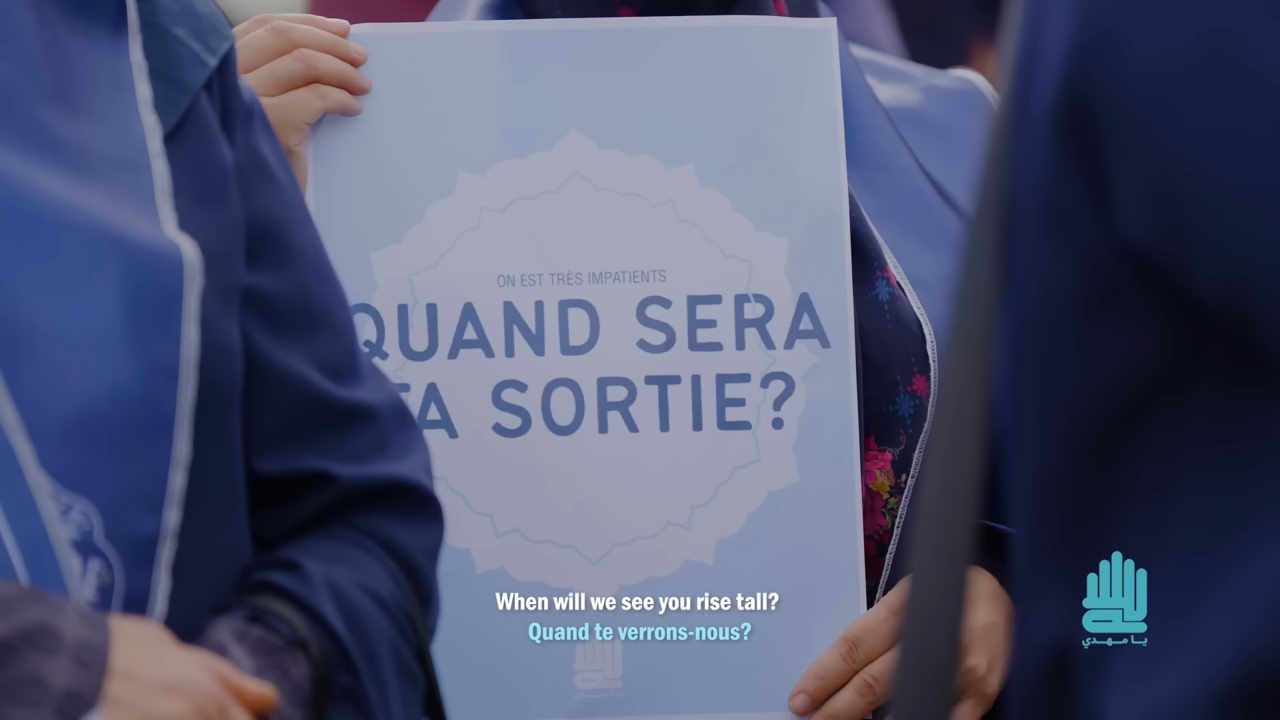 ON EST TRÈS IMPATIENTS
QUAND SERA
TA SORTIE?
When will we see you rise tall?
Quand te verrons-nous?
يا مهدي